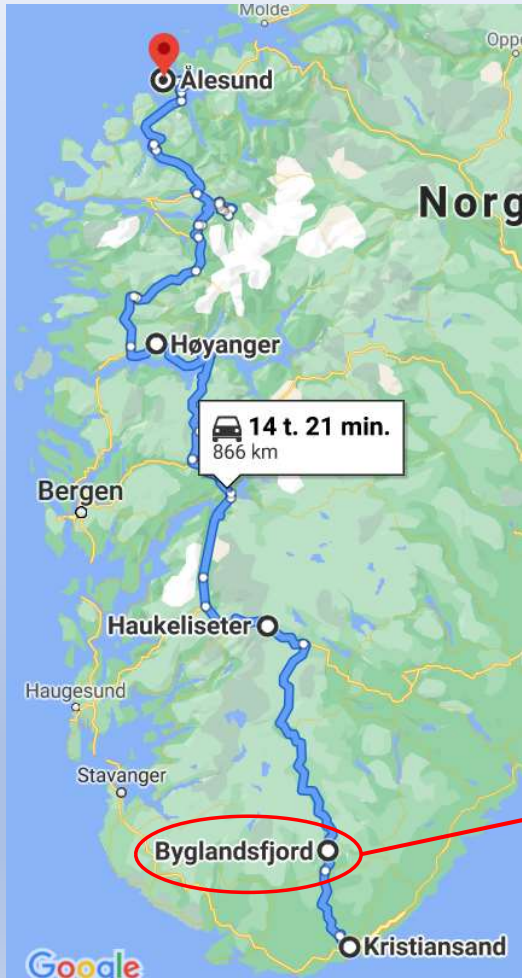 Molde
Ålesund
Oppe
Norg
Høyanger
14 t. 21 min.
866 km
Bergen
Haukeliseter
Haugesund
Stavanger
Byglandsfjord
Kristiansand
Google